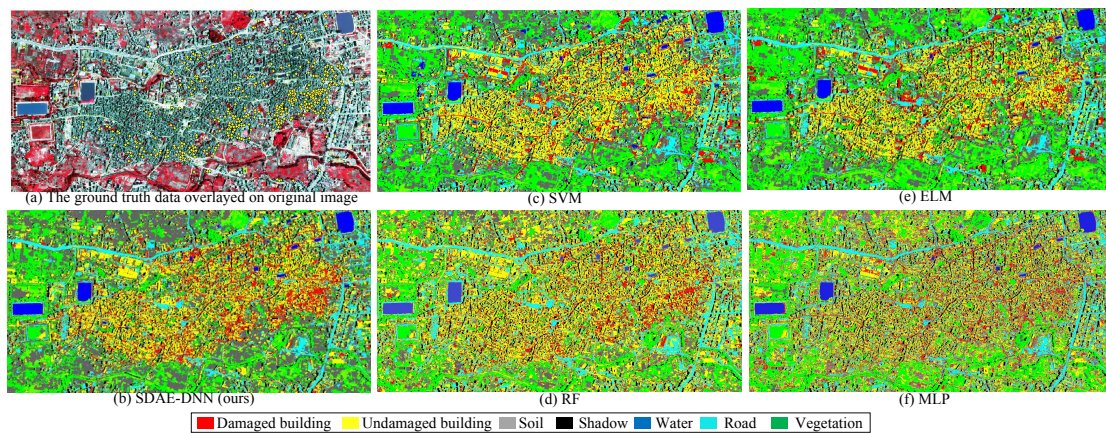 (a) The ground truth data overlayed on original image
(c) SVM
(e) ELM
(b) SDAE-DNN (ours)
(d) RF
(f) MLP
Damaged building Undamaged building Soil Shadow Water Road Vegetation